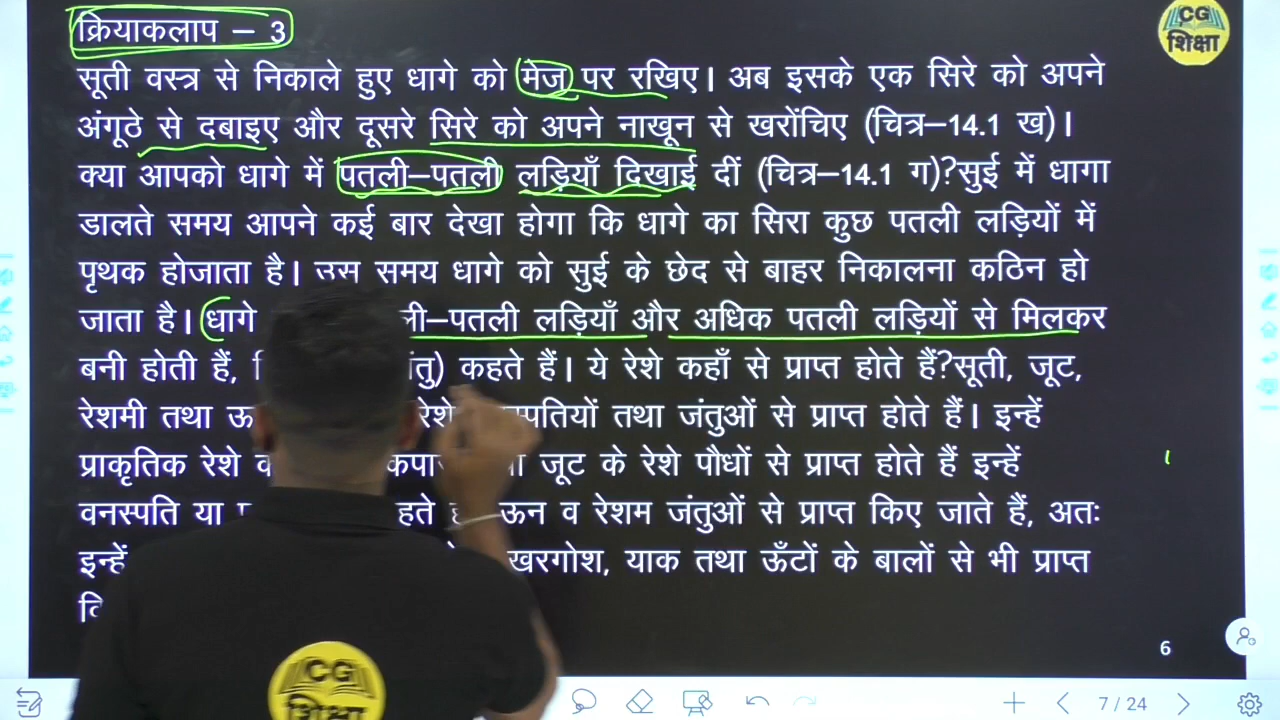 क्रियाकलाप – 3
CG
शिक्षा
सूती वस्त्र से निकाले हुए धागे को मेज पर रखिए। अब इसके एक सिरे को अपने
अंगूठे से दबाइए और दूसरे सिरे को अपने नाखून से खरोंचिए (चित्र–14.1 ख)।
क्या आपको धागे में पतली–पतली लड़ियाँ दिखाई दीं (चित्र–14.1 ग)?सुई में धागा
डालते समय आपने कई बार देखा होगा कि धागे का सिरा कुछ पतली लड़ियों में
पृथक होजाता है। उस समय धागे को सुई के छेद से बाहर निकालना कठिन हो
जाता है। धागे –पतली लड़ियाँ और अधिक पतली लड़ियों से मिलकर
बनी होती हैं, कहते हैं। ये रेशे कहाँ से प्राप्त होते हैं?सूती, जूट,
रेशमी तथा तथा जंतुओं से प्राप्त होते हैं। इन्हें
प्राकृतिक रेशे जूट के रेशे पौधों से प्राप्त होते हैं इन्हें
वनस्पति या ऊन व रेशम जंतुओं से प्राप्त किए जाते हैं, अतः
इन्हें खरगोश, याक तथा ऊँटों के बालों से भी प्राप्त
6
CG
शिक्षा
7 / 24